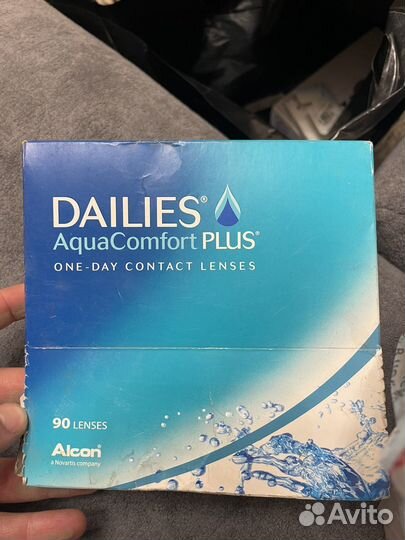 DAILIES®
AquaComfort PLUS®
ONE-DAY CONTACT LENSES
90 LENSES
Alcon®
a Novartis company
Avito